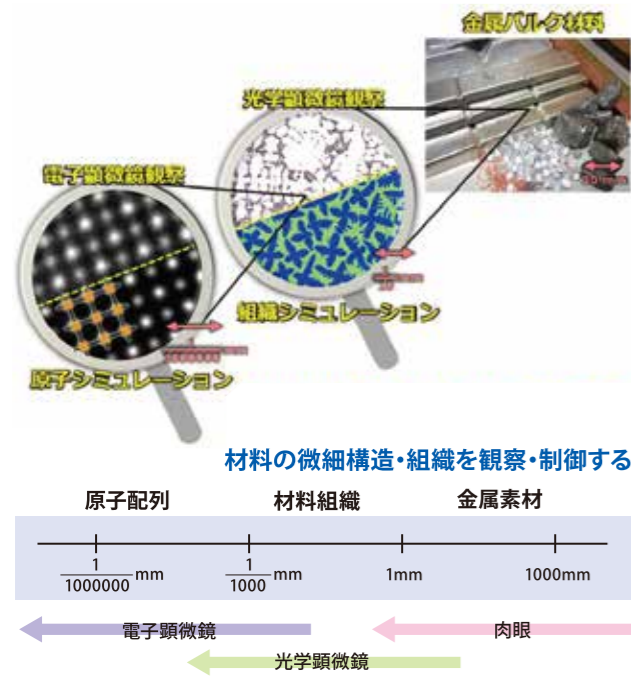 金属バルク材料
光学顕微鏡観察
電子顕微鏡観察
組織シミュレーション
原子シミュレーション
材料の微細構造・組織を観察・制御する
原子配列 材料組織 金属素材
1/1000000 mm 1/1000 mm 1mm 1000mm
電子顕微鏡 肉眼
光学顕微鏡